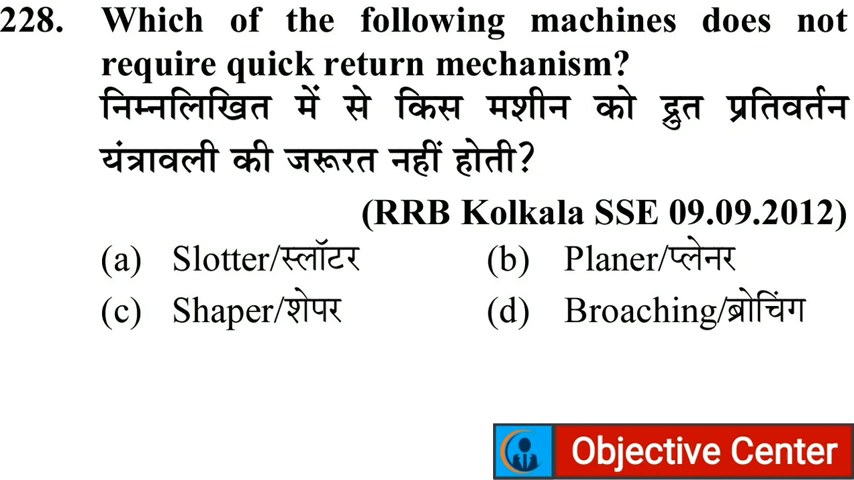 228. Which of the following machines does not
require quick return mechanism?
निम्नलिखित में से किस मशीन को द्रुत प्रतिवर्तन
यंत्रावली की जरूरत नहीं होती?
(RRB Kolkala SSE 09.09.2012)
(a) Slotter/स्लॉटर (b) Planer/प्लेनर
(c) Shaper/शेपर (d) Broaching/ब्रोचिंग
Objective Center